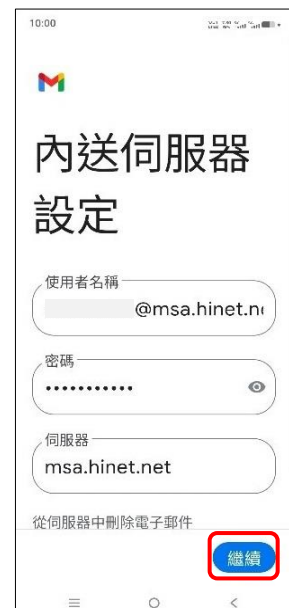 10:00
內送伺服器
設定
使用者名稱
@msa.hinet.n
密碼
•••••••••••
伺服器
msa.hinet.net
從伺服器中刪除電子郵件
繼續